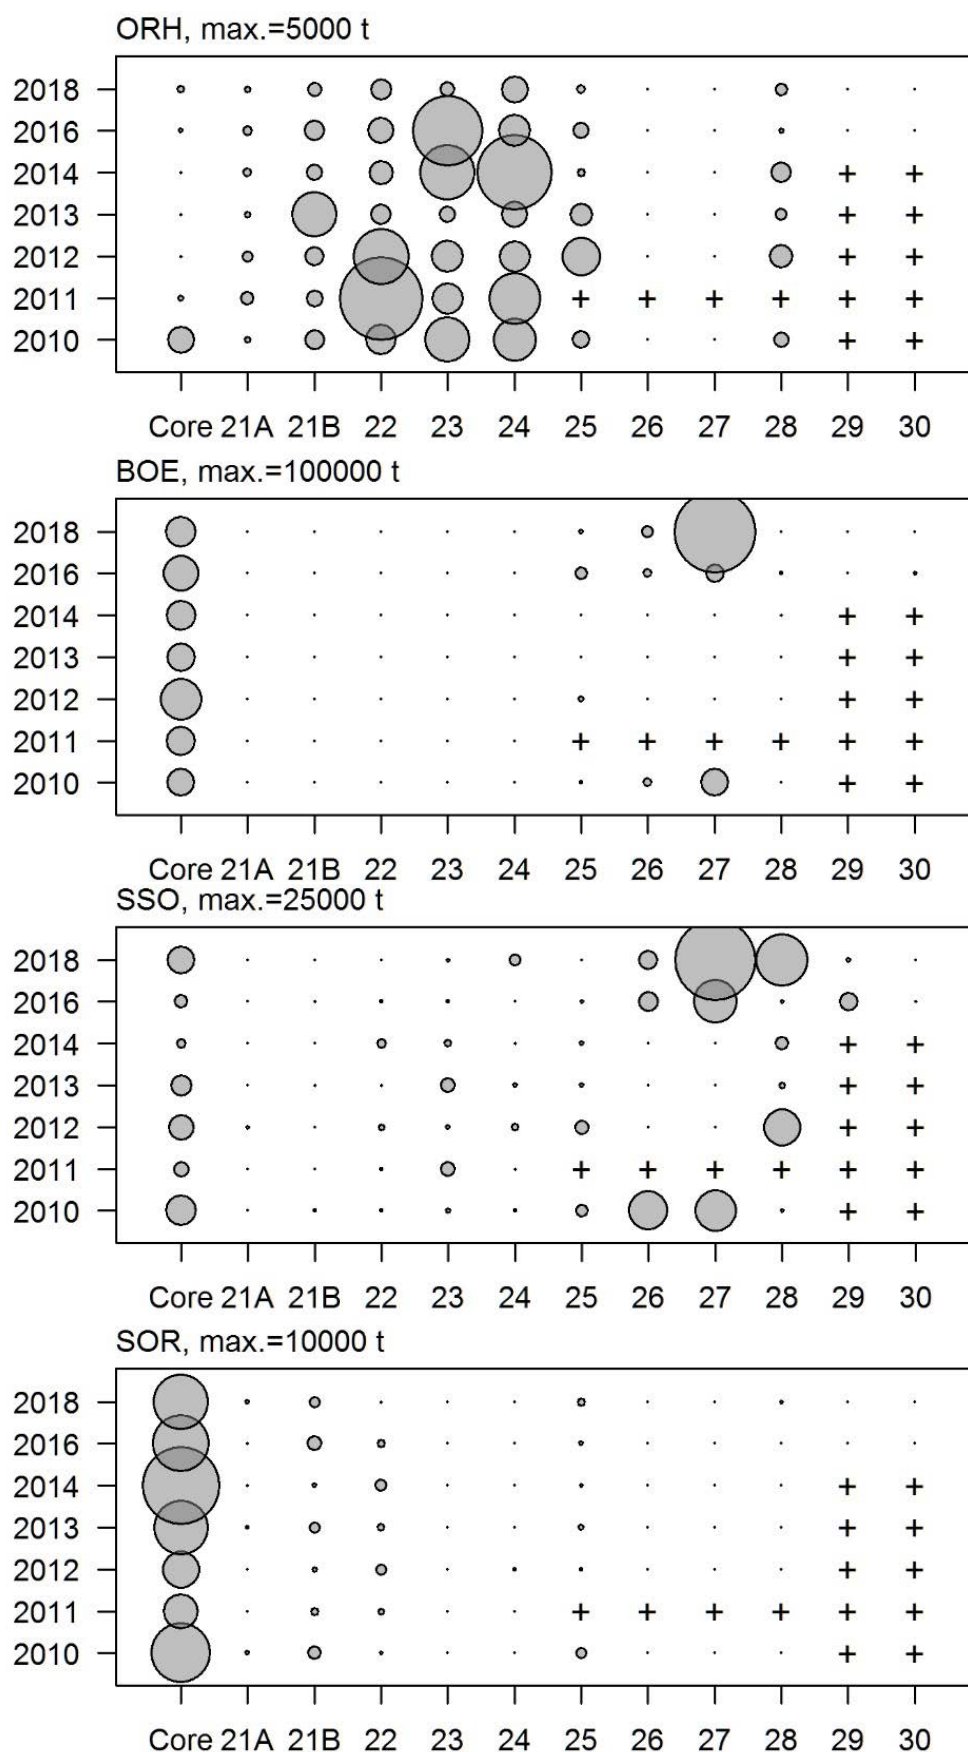 ORH, max.=5000 t
2018
2016
2014 + +
2013 + +
2012 + +
2011 + + + + + +
2010 + +
Core 21A 21B 22 23 24 25 26 27 28 29 30
BOE, max.=100000 t
2018
2016
2014 + +
2013 + +
2012 + +
2011 + + + + + +
2010 + +
Core 21A 21B 22 23 24 25 26 27 28 29 30
SSO, max.=25000 t
2018
2016
2014 + +
2013 + +
2012 + +
2011 + + + + + +
2010 + +
Core 21A 21B 22 23 24 25 26 27 28 29 30
SOR, max.=10000 t
2018
2016
2014 + +
2013 + +
2012 + +
2011 + + + + + +
2010 + +
Core 21A 21B 22 23 24 25 26 27 28 29 30